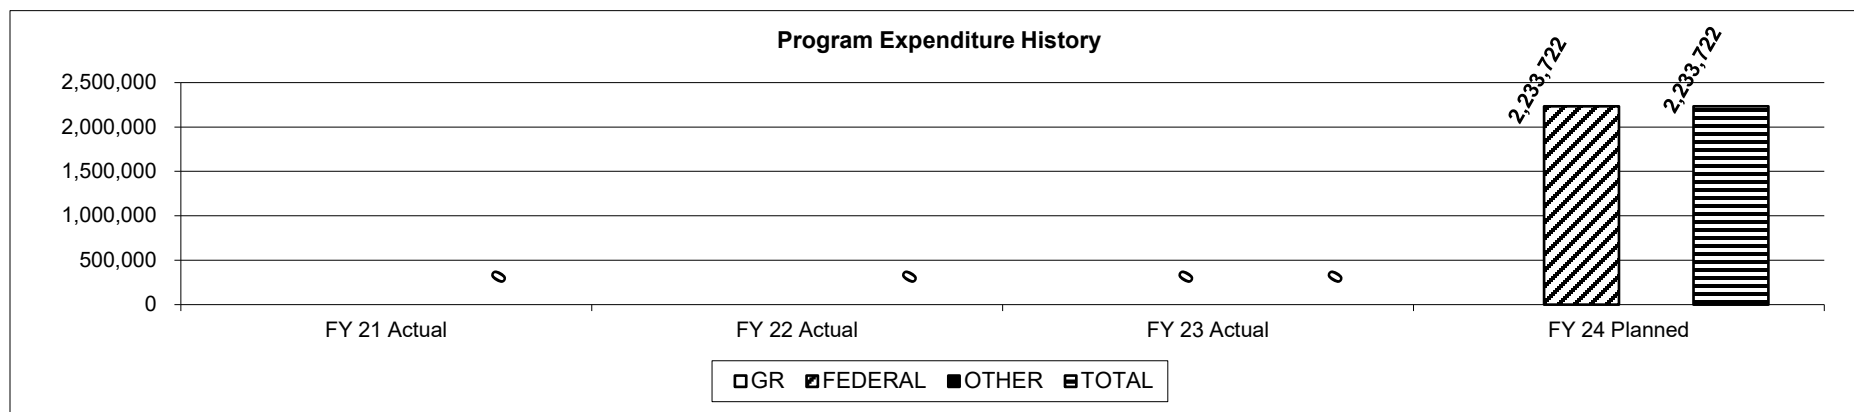 Program Expenditure History
2,500,000
2,000,000
1,500,000
1,000,000
500,000
0
0
0
0
0
2,233,722
2,233,722
FY 21 Actual
FY 22 Actual
FY 23 Actual
FY 24 Planned
GR
FEDERAL
OTHER
TOTAL